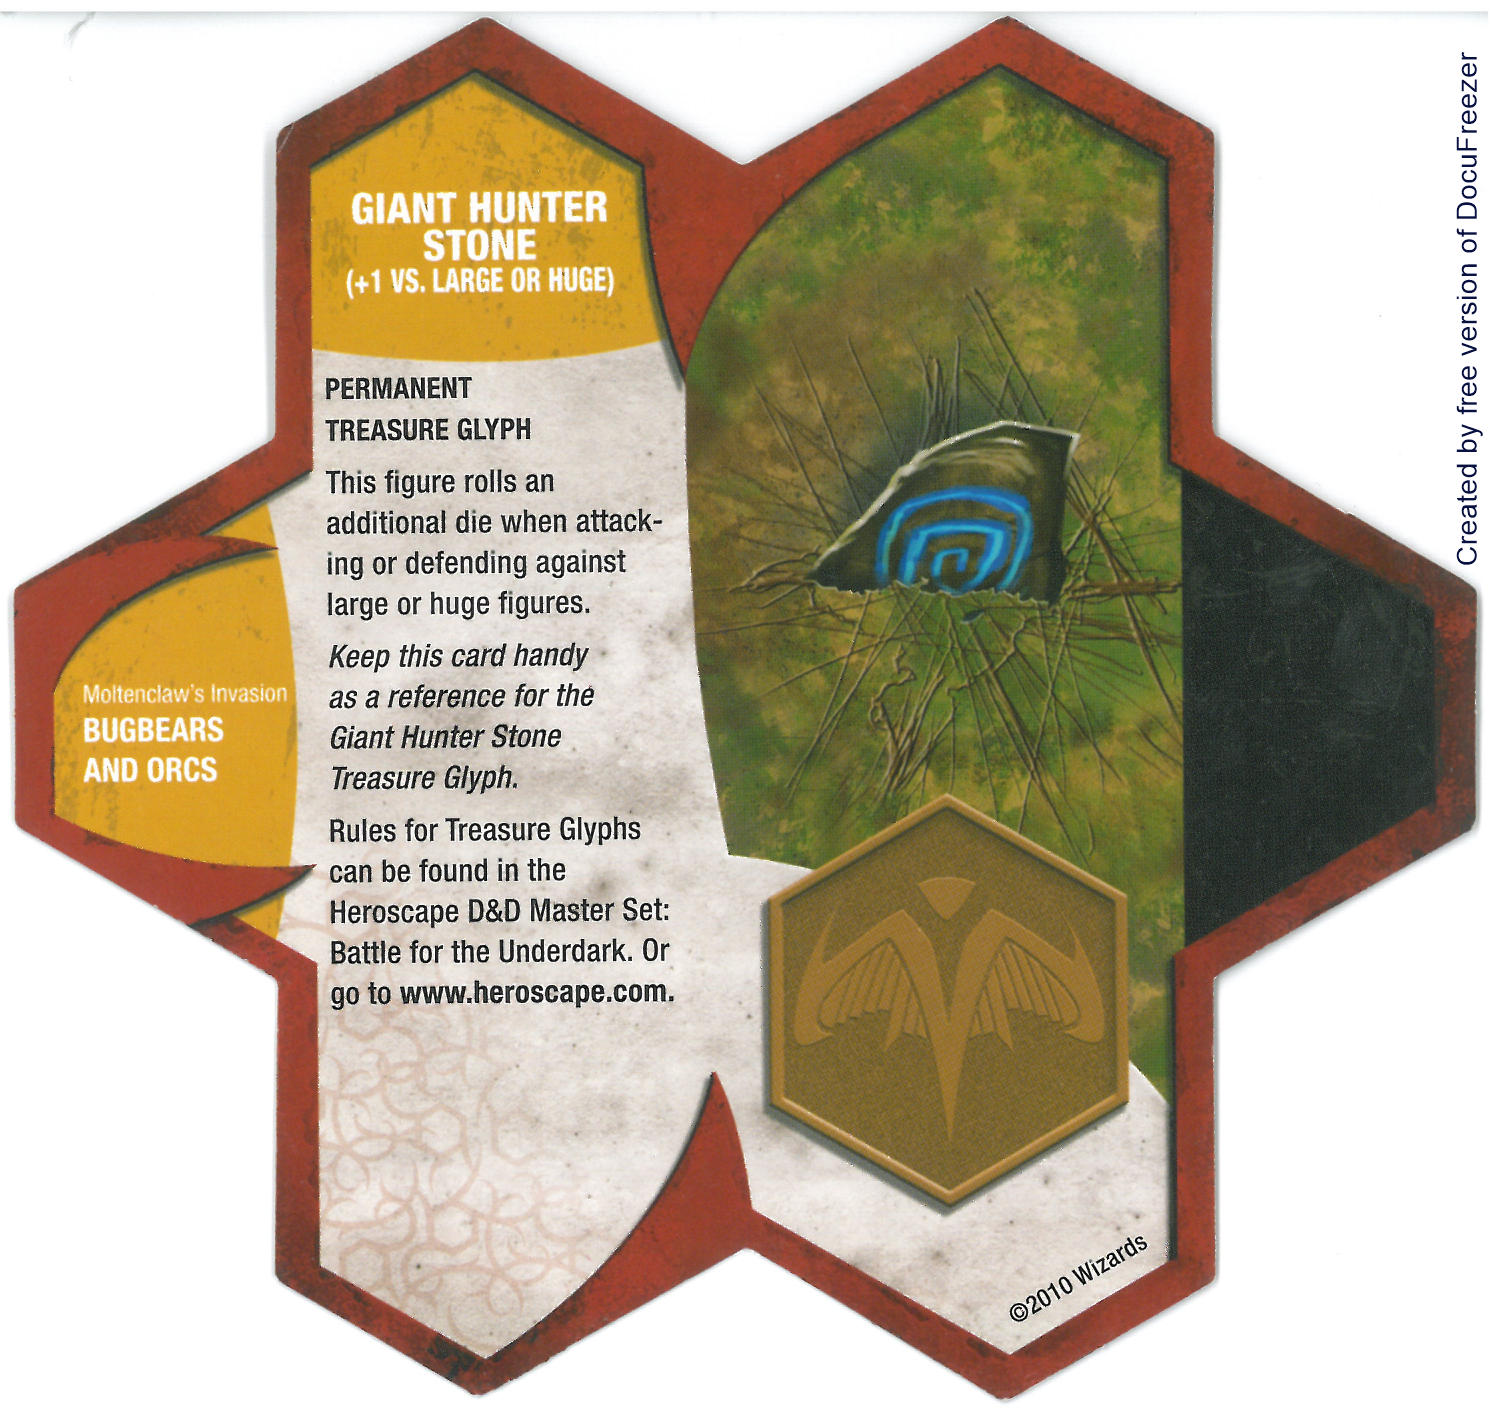 GIANT HUNTER
STONE
(+1 VS. LARGE OR HUGE)
PERMANENT
TREASURE GLYPH
This figure rolls an
additional die when attack-
ing or defending against
large or huge figures.
Keep this card handy
as a reference for the
Giant Hunter Stone
Treasure Glyph.
Rules for Treasure Glyphs
can be found in the
Heroscape D&D Master Set:
Battle for the Underdark. Or
go to www.heroscape.com.
Moltenclaw's Invasion
BUGBEARS
AND ORCS
©2010 Wizards
Created by free version of DocuFreezer